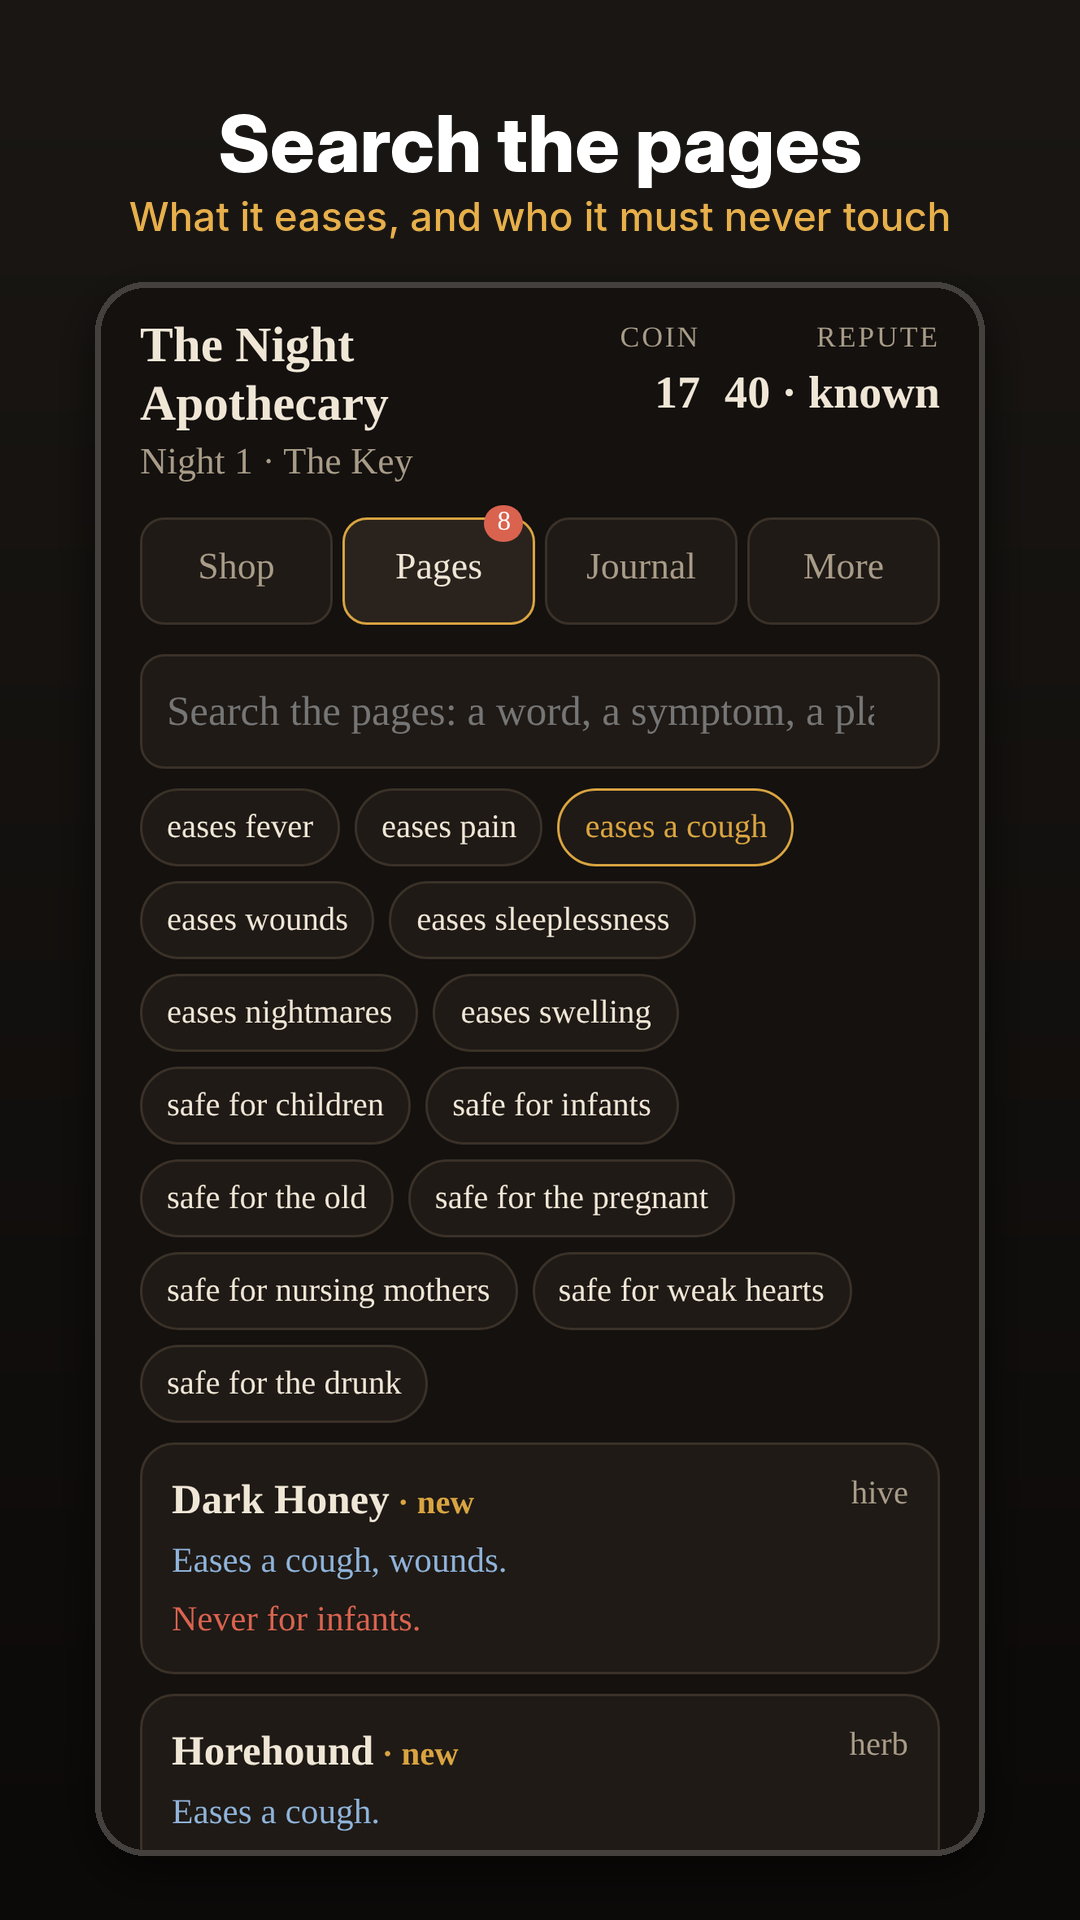 Search the pages
What it eases, and who it must never touch
The Night
Apothecary
Night 1 · The Key
COIN
17
REPUTE
40 · known
Shop
Pages
8
Journal
More
Search the pages: a word, a symptom, a
eases fever
eases pain
eases a cough
eases wounds
eases sleeplessness
eases nightmares
eases swelling
safe for children
safe for infants
safe for the old
safe for the pregnant
safe for nursing mothers
safe for weak hearts
safe for the drunk
Dark Honey · new
hive
Eases a cough, wounds.
Never for infants.
Horehound · new
herb
Eases a cough.